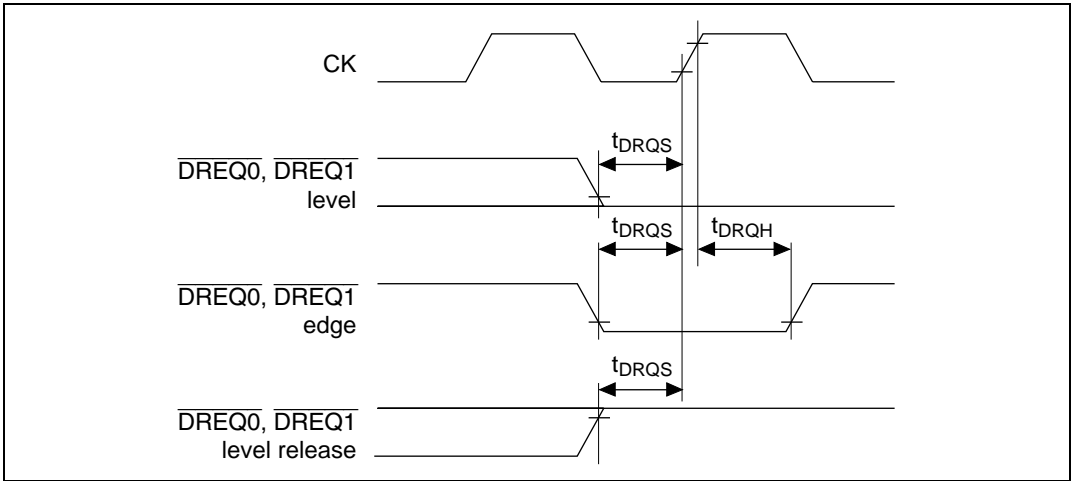 CK
tDRQS
DREQ0, DREQ1
level
tDRQS
tDRQH
DREQ0, DREQ1
edge
tDRQS
DREQ0, DREQ1
level release